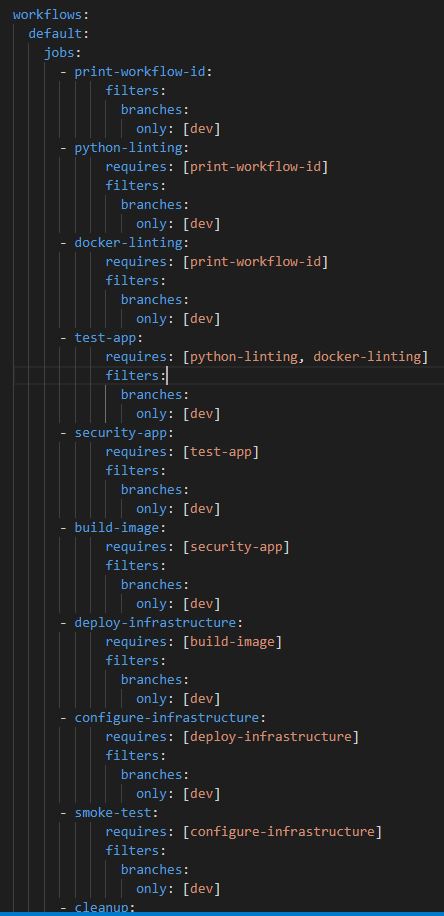 workflows:
  default:
    jobs:
      - print-workflow-id:
            filters:
              branches:
                only: [dev]
      - python-linting:
            requires: [print-workflow-id]
            filters:
              branches:
                only: [dev]
      - docker-linting:
            requires: [print-workflow-id]
            filters:
              branches:
                only: [dev]
      - test-app:
            requires: [python-linting, docker-linting]
            filters:
              branches:
                only: [dev]
      - security-app:
            requires: [test-app]
            filters:
              branches:
                only: [dev]
      - build-image:
            requires: [security-app]
            filters:
              branches:
                only: [dev]
      - deploy-infrastructure:
            requires: [build-image]
            filters:
              branches:
                only: [dev]
      - configure-infrastructure:
            requires: [deploy-infrastructure]
            filters:
              branches:
                only: [dev]
      - smoke-test:
            requires: [configure-infrastructure]
            filters:
              branches:
                only: [dev]
      - cleanup: